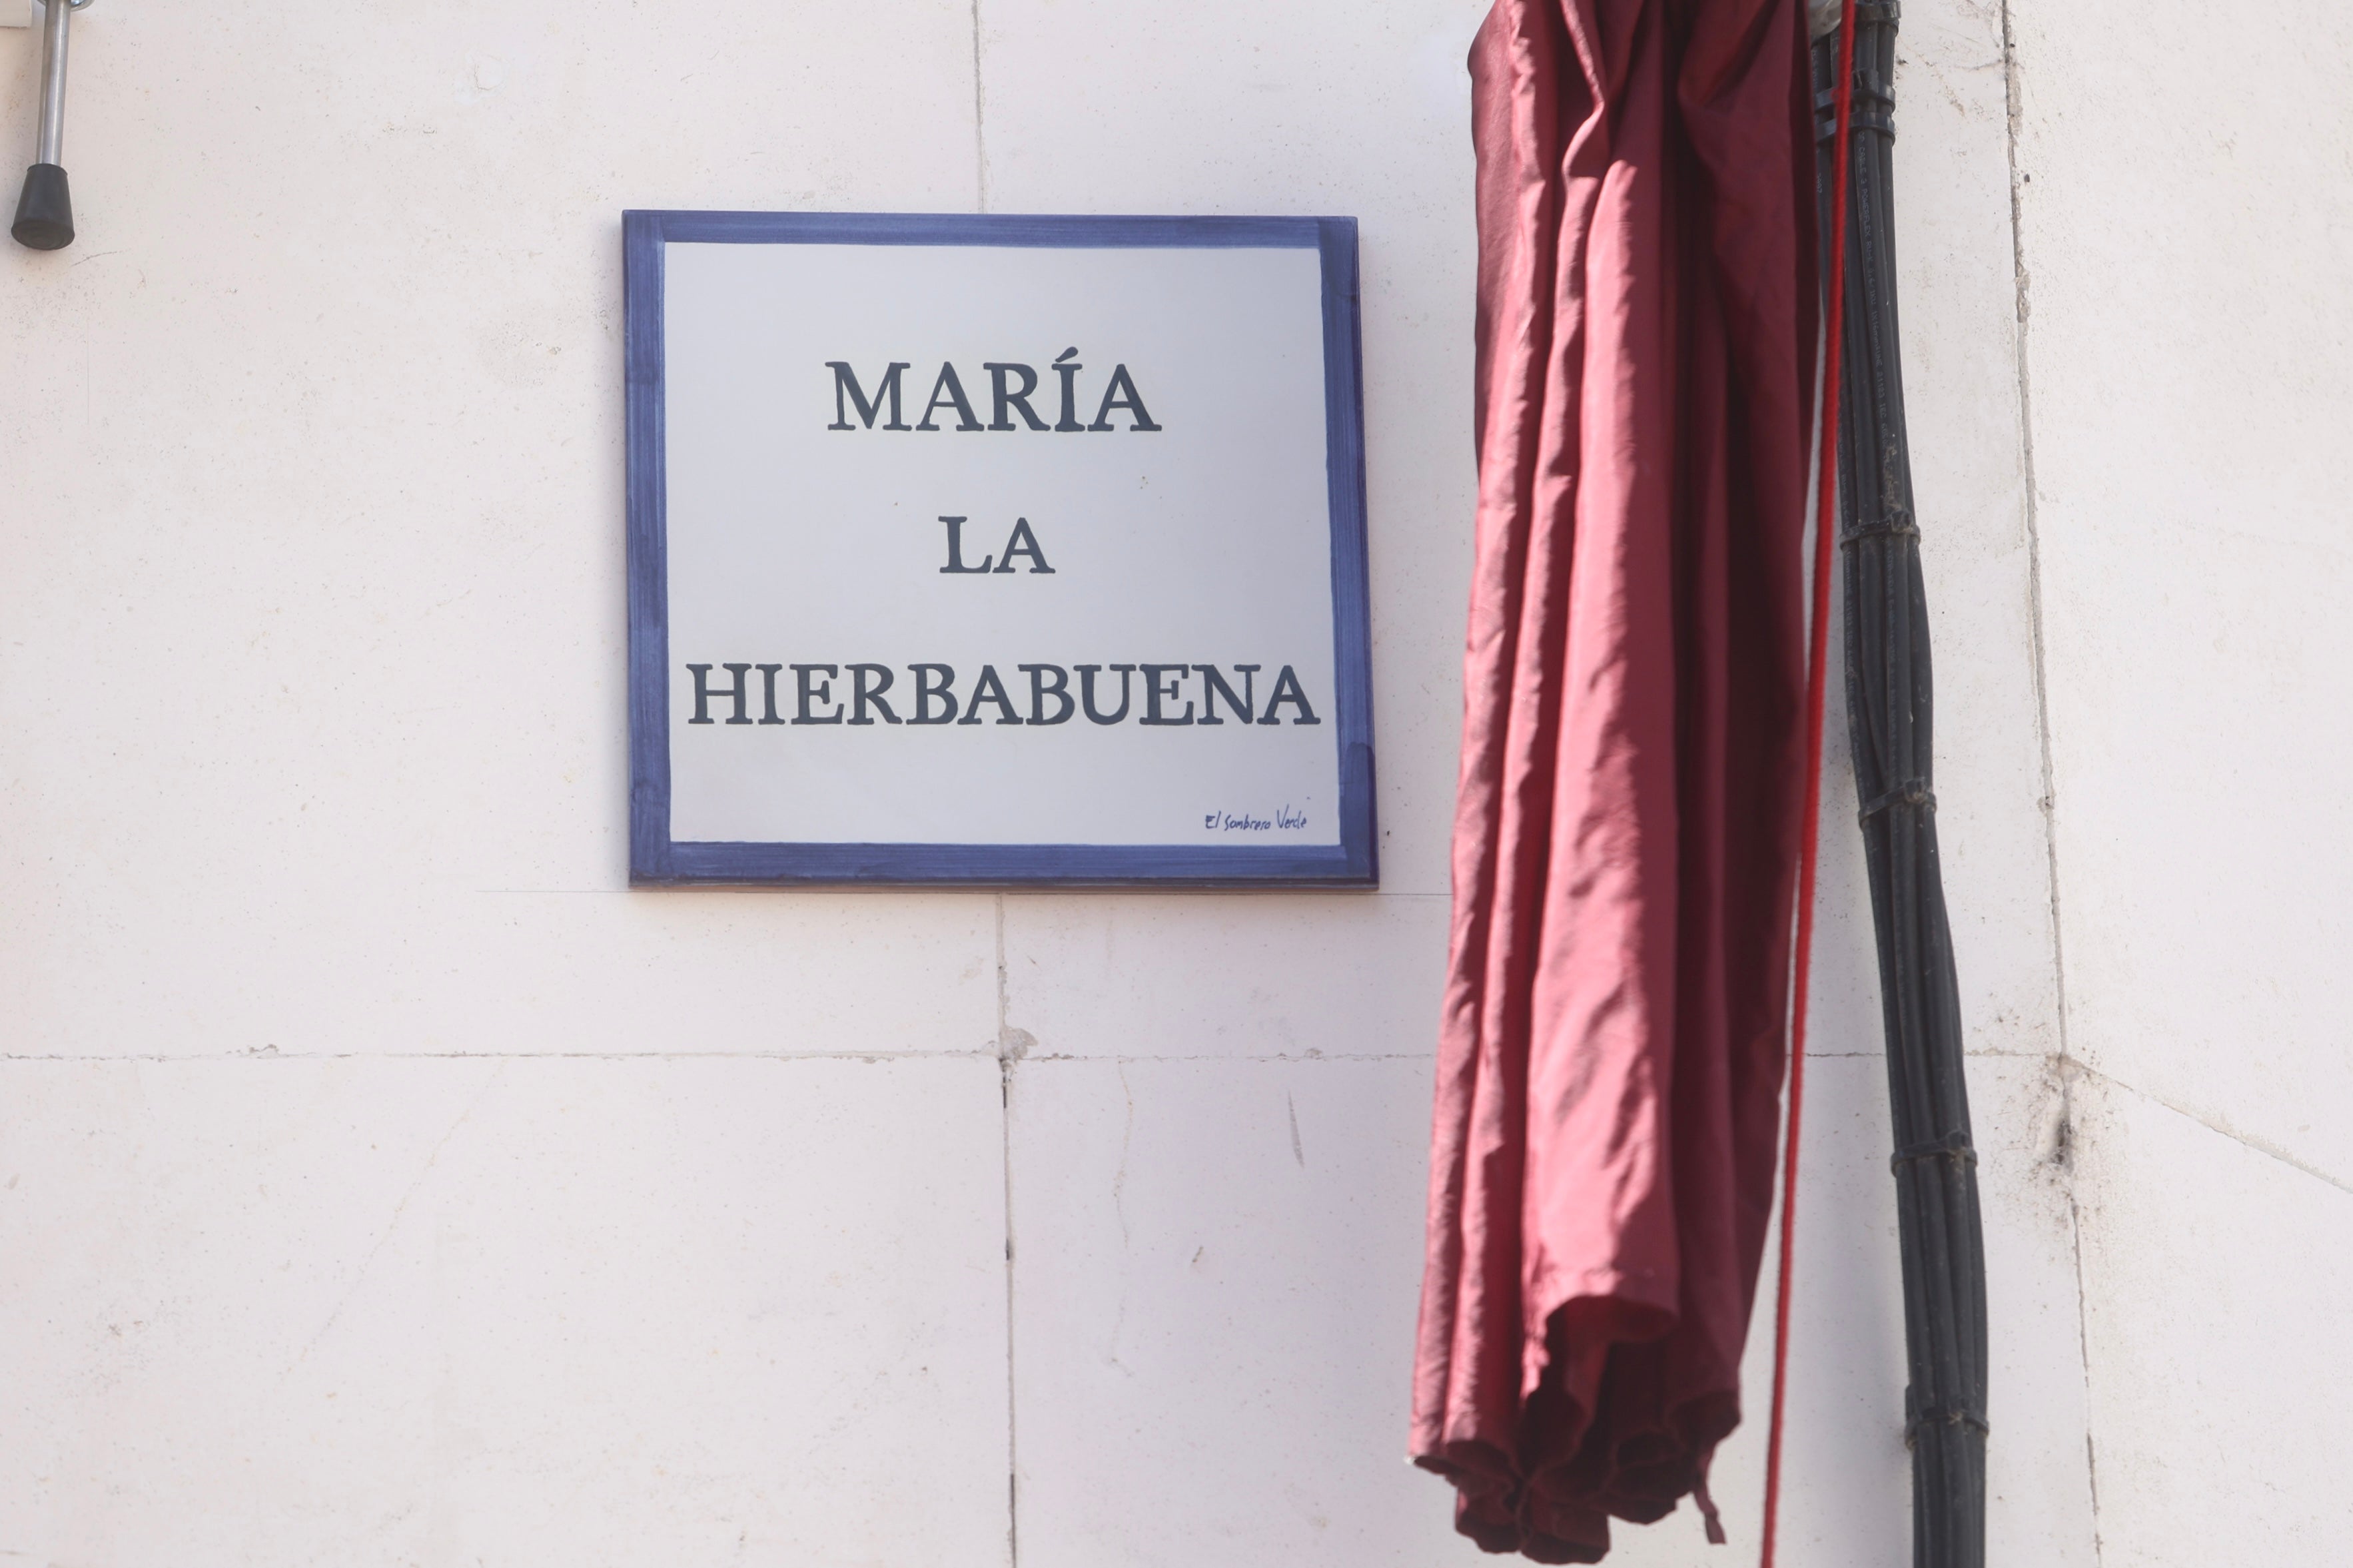 MARÍA
LA
HIERBABUENA
El Sombrero Verde